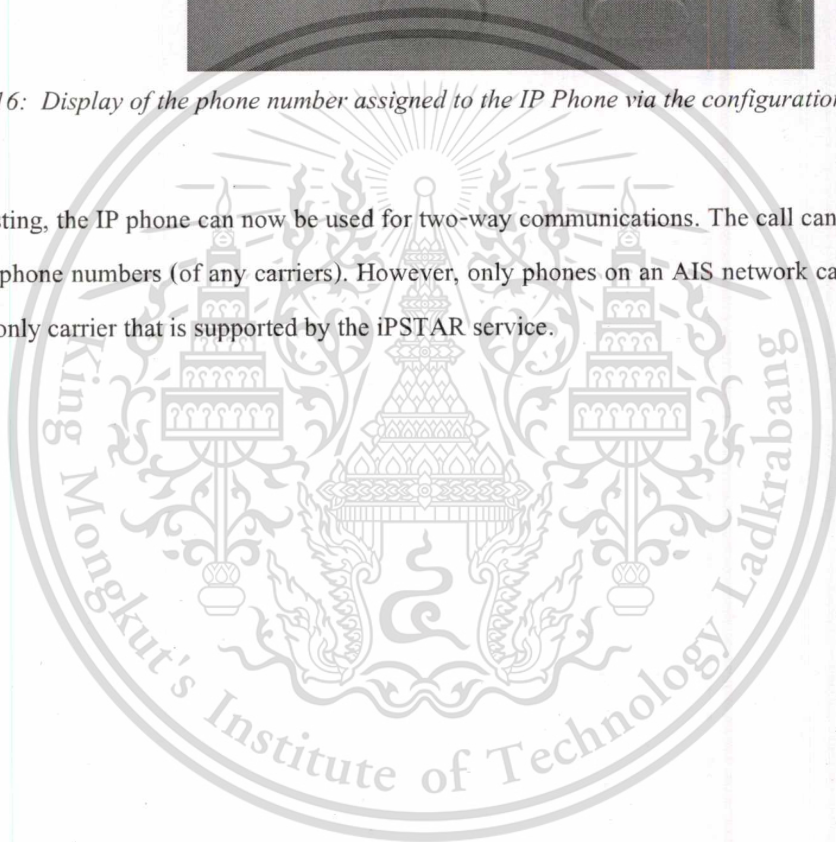 16: Display of the phone number assigned to the IP Phone via the configuration
sting, the IP phone can now be used for two-way communications. The call can
phone numbers (of any carriers). However, only phones on an AIS network ca
only carrier that is supported by the iPSTAR service.
King Mongkut's Institute of Technology Ladkrabang